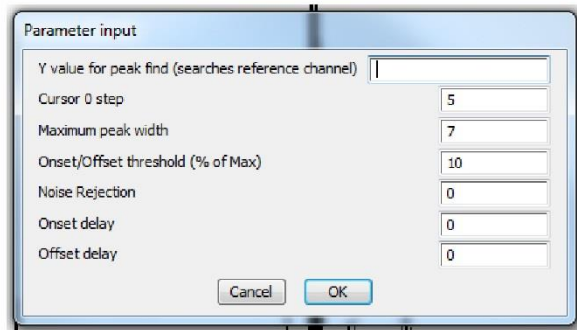 Parameter input
Y value for peak find (searches reference channel)
Cursor 0 step 5
Maximum peak width 7
Onset/Offset threshold (% of Max) 10
Noise Rejection 0
Onset delay 0
Offset delay 0
Cancel OK